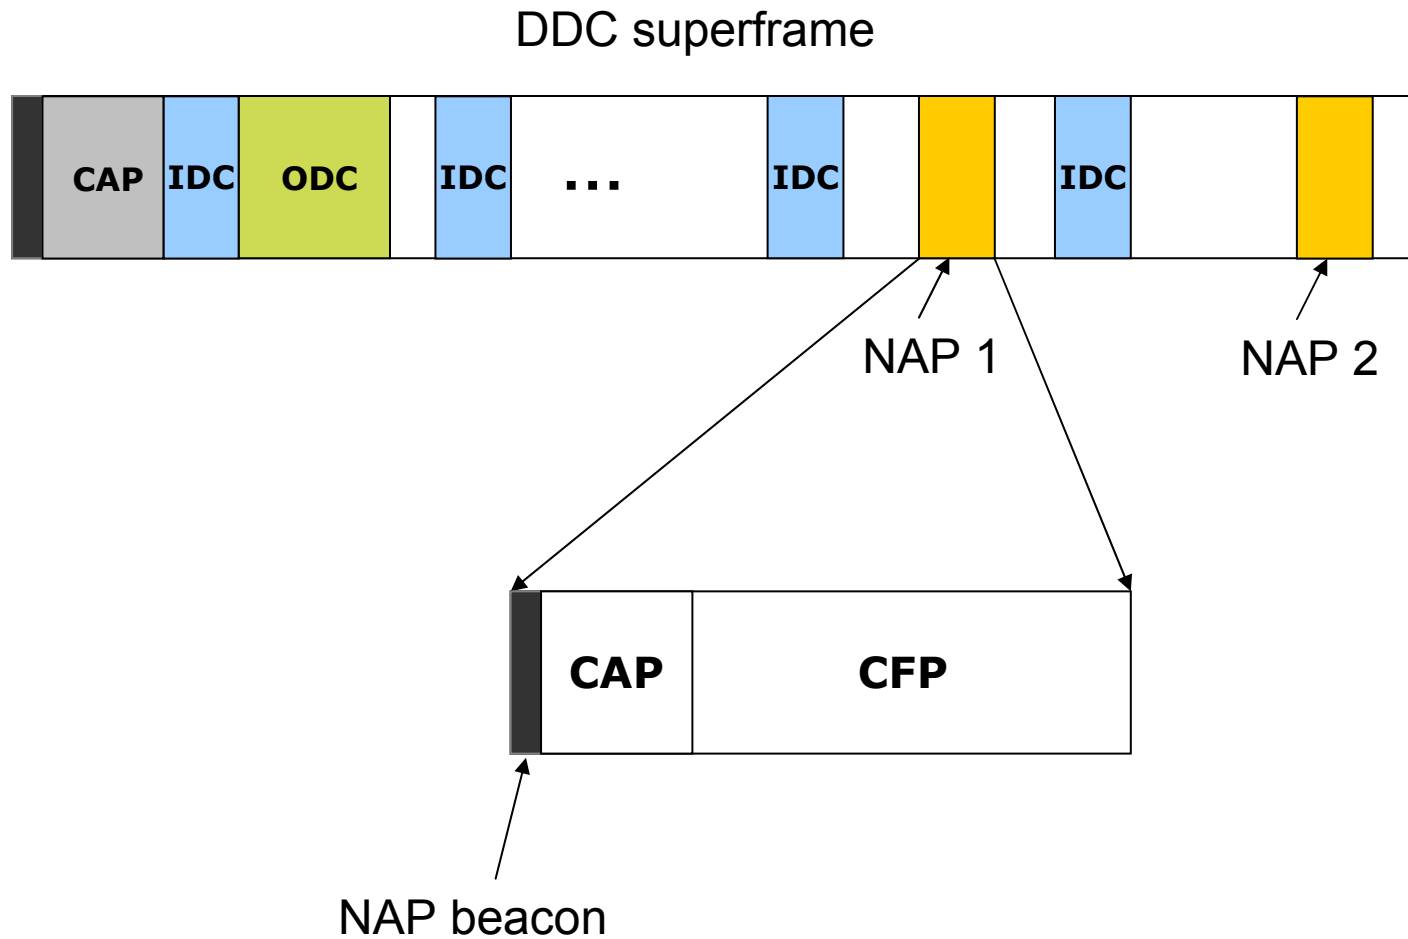 DDC superframe
CAP IDC ODC IDC ... IDC IDC
NAP 1 NAP 2
CAP CFP
NAP beacon